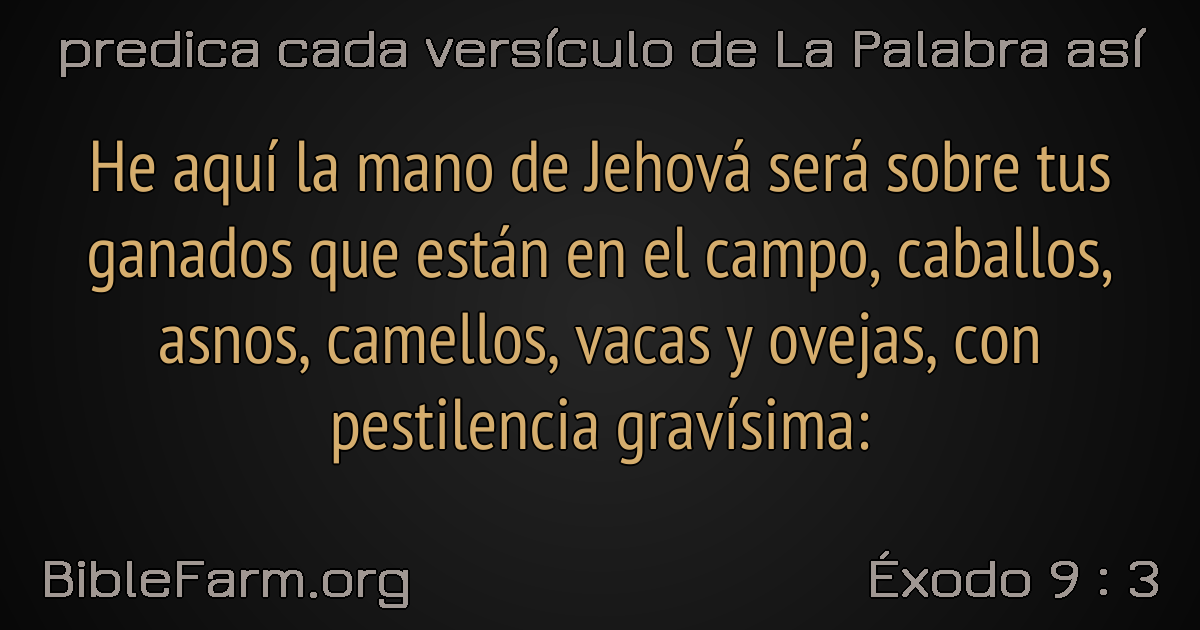 predica cada versículo de La Palabra así
He aquí la mano de Jehová será sobre tus
ganados que están en el campo, caballos,
asnos, camellos, vacas y ovejas, con
pestilencia gravísima:
BibleFarm.org
Éxodo 9 : 3